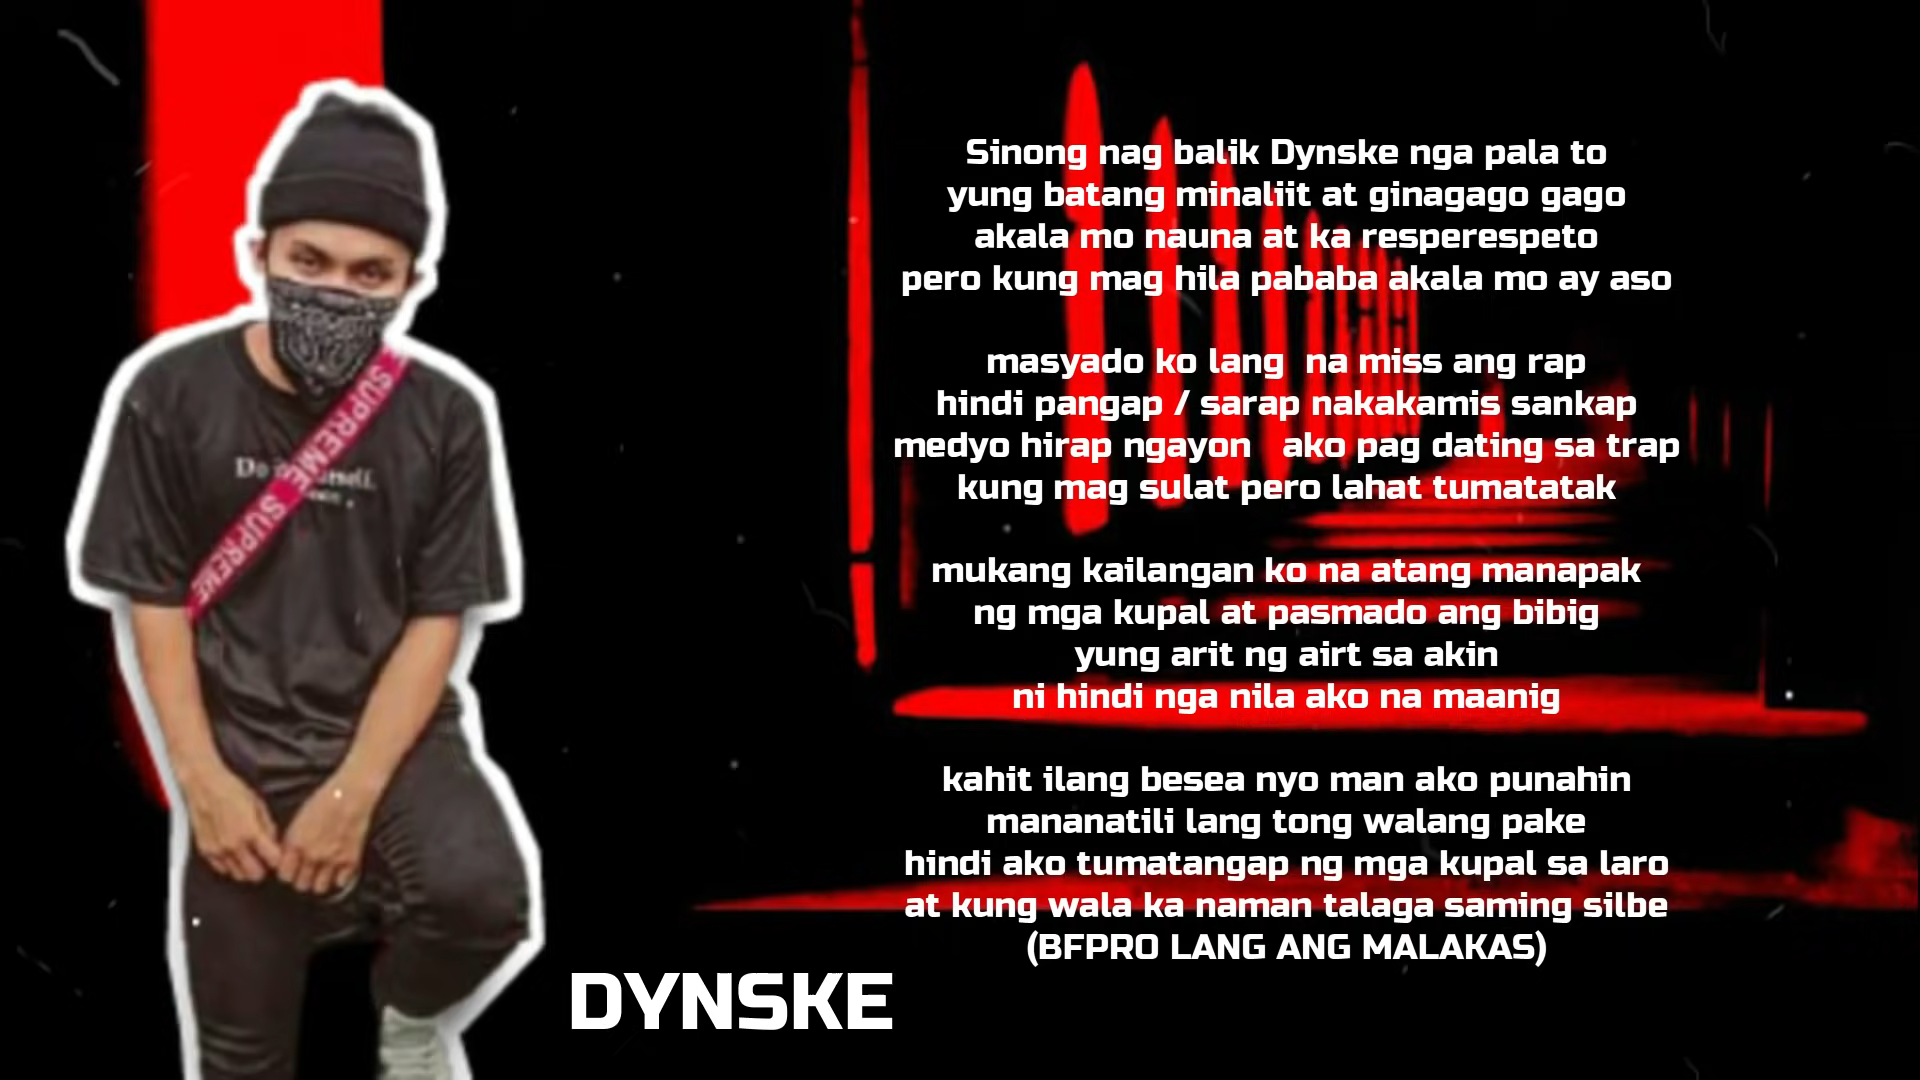 Sinong nag balik Dynske nga pala to
yung batang minaliit at ginagago gago
akala mo nauna at ka resperespeto
pero kung mag hila pababa akala mo ay aso
masyado ko lang na miss ang rap
hindi pangap / sarap nakakamis sankap
medyo hirap ngayon ako pag dating sa trap
kung mag sulat pero lahat tumatatak
mukang kailangan ko na atang manapak
ng mga kupal at pasmado ang bibig
yung arit ng airt sa akin
ni hindi nga nila ako na maanig
kahit ilang besea nyo man ako punahin
mananatili lang tong walang pake
hindi ako tumatangap ng mga kupal sa laro
at kung wala ka naman talaga saming silbe
(BFPRO LANG ANG MALAKAS)
DYNSKE
SUPREME SUPREME
Do